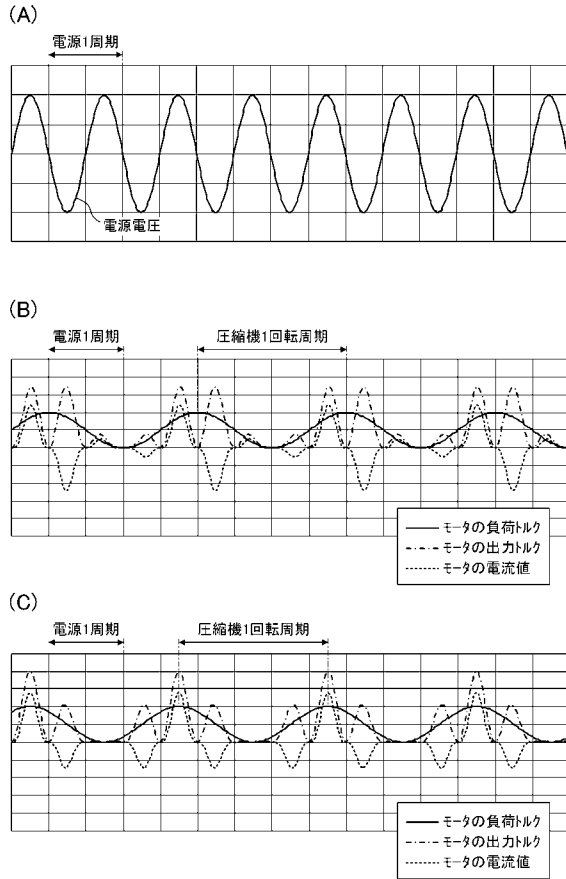 (A)
電源1周期
電源電圧
(B)
電源1周期
圧縮機1回転周期
モータの負荷トルク
モータの出力トルク
モータの電流値
(C)
電源1周期
圧縮機1回転周期
モータの負荷トルク
モータの出力トルク
モータの電流値